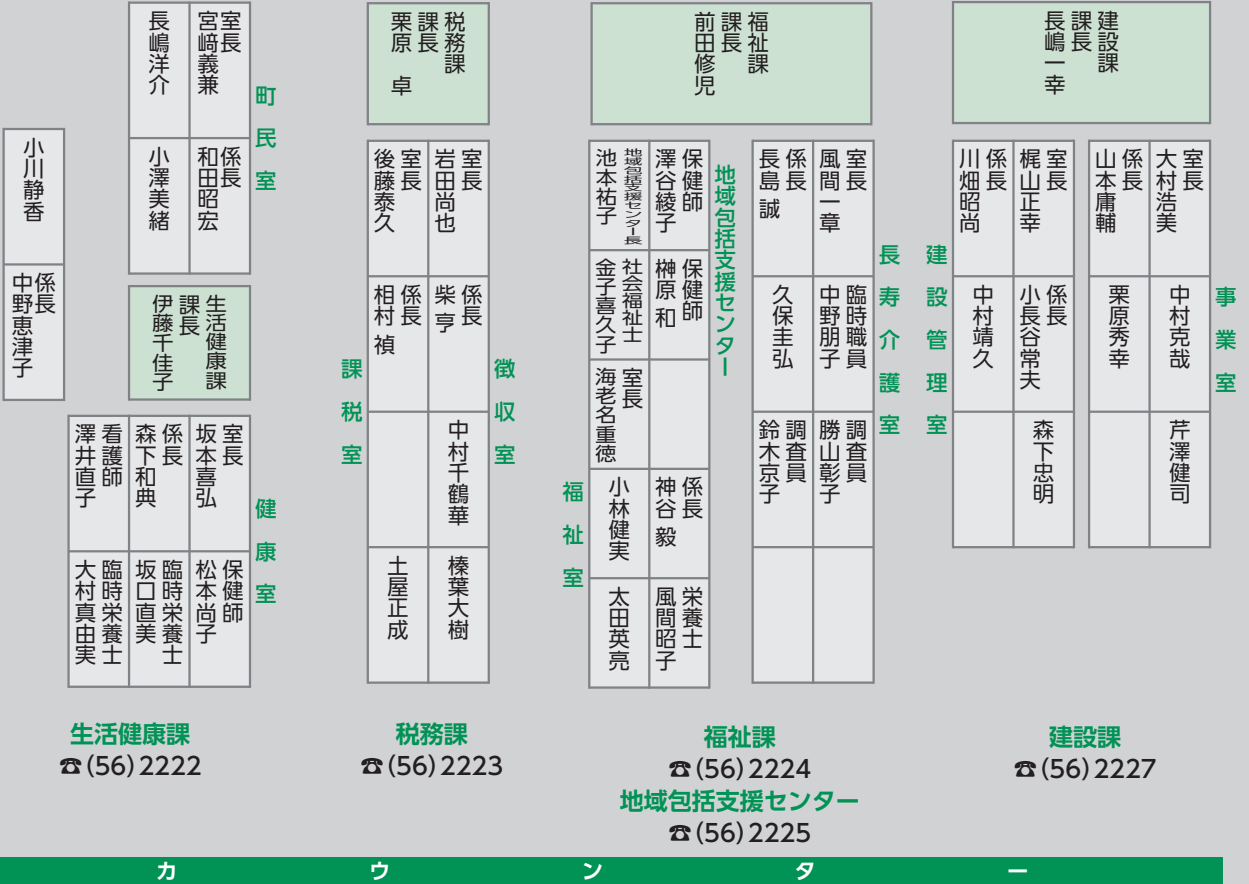 建設課
課長
長嶋一幸
事業室
室長
大村浩美
中村克哉
芹澤健司
係長
山本庸輔
栗原秀幸
建設管理室
室長
梶山正幸
係長
小長谷常夫
森下忠明
係長
川畑昭尚
中村靖久
建設課
☎(56)2227
福祉課
課長
前田修児
長寿介護室
室長
風間一章
臨時職員
中野朋子
調査員
勝山彰子
係長
長島 誠
久保圭弘
調査員
鈴木京子
地域包括支援センター
保健師
澤谷綾子
保健師
榊原 和
地域包括支援センター長
池本祐子
社会福祉士
金子喜久子
福祉室
室長
海老名重徳
係長
神谷 毅
栄養士
風間昭子
小林健実
太田英亮
福祉課
☎(56)2224
地域包括支援センター
☎(56)2225
税務課
課長
栗原 卓
徴収室
室長
岩田尚也
係長
柴 亨
中村千鶴華
榛葉大樹
課税室
室長
後藤泰久
係長
相村 禎
土屋正成
税務課
☎(56)2223
町民室
室長
宮﨑義兼
係長
和田昭宏
長嶋洋介
小澤美緒
小川静香
係長
中野恵津子
生活健康課
課長
伊藤千佳子
健康室
室長
坂本喜弘
保健師
松本尚子
係長
森下和典
臨時栄養士
坂口直美
看護師
澤井直子
臨時栄養士
大村真由実
生活健康課
☎(56)2222
カウンター